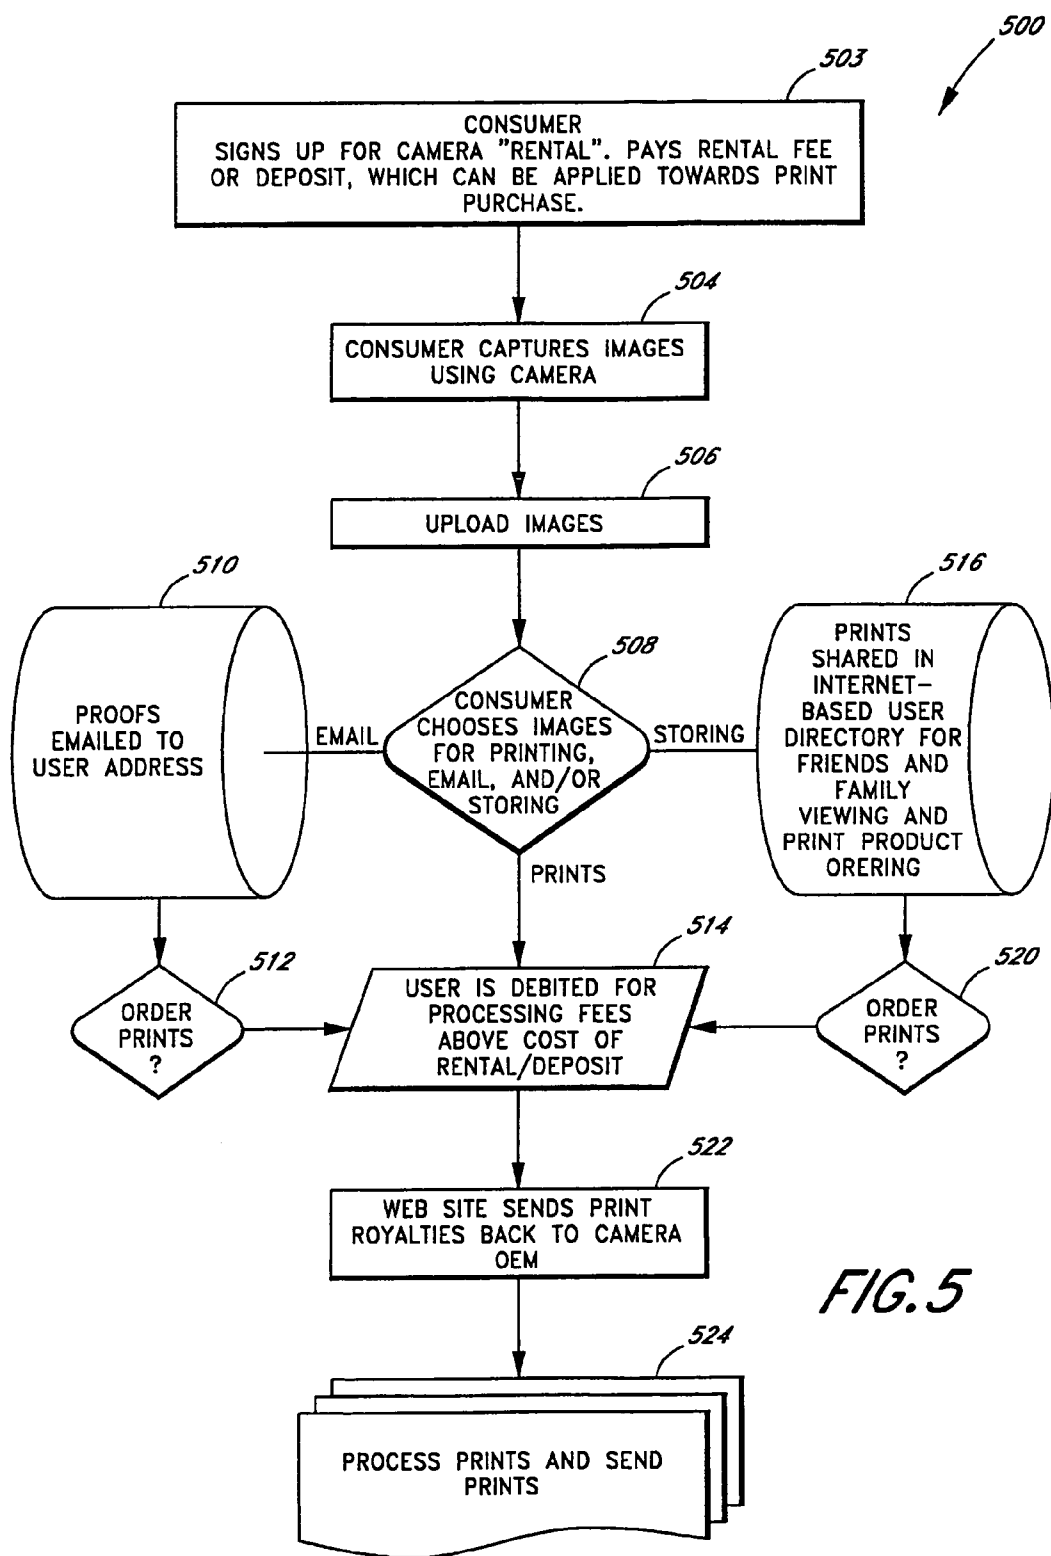 500
503
CONSUMER
SIGNS UP FOR CAMERA "RENTAL". PAYS RENTAL FEE
OR DEPOSIT, WHICH CAN BE APPLIED TOWARDS PRINT
PURCHASE.
504
CONSUMER CAPTURES IMAGES
USING CAMERA
506
UPLOAD IMAGES
510
PROOFS
EMAILED TO
USER ADDRESS
EMAIL
508
CONSUMER
CHOOSES IMAGES
FOR PRINTING,
EMAIL, AND/OR
STORING
STORING
516
PRINTS
SHARED IN
INTERNET-
BASED USER
DIRECTORY FOR
FRIENDS AND
FAMILY
VIEWING AND
PRINT PRODUCT
ORERING
PRINTS
512
ORDER
PRINTS
?
514
USER IS DEBITED FOR
PROCESSING FEES
ABOVE COST OF
RENTAL/DEPOSIT
520
ORDER
PRINTS
?
522
WEB SITE SENDS PRINT
ROYALTIES BACK TO CAMERA
OEM
FIG. 5
524
PROCESS PRINTS AND SEND
PRINTS